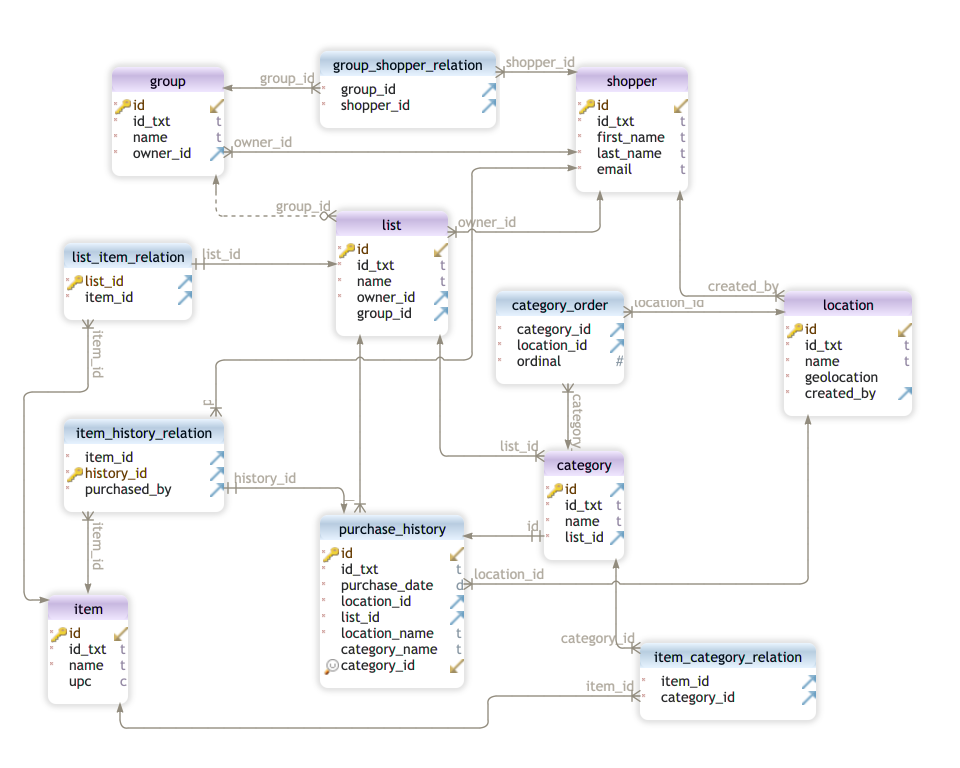 group_shopper_relation
group_id
shopper_id
group
id
id_txt t
name t
owner_id
shopper
id
id_txt t
first_name t
last_name t
email t
group_id
shopper_id
owner_id
group_id
owner_id
list
id
id_txt t
name t
owner_id
group_id
list_item_relation
list_id
item_id
list_id
item_id
created_by
location_id
category_order
category_id
location_id
ordinal #
location
id
id_txt t
name t
geolocation
created_by
category
list_id
item_history_relation
item_id
history_id
purchased_by
history_id
item_id
category
id
id_txt t
name t
list_id
id
purchase_history
id
id_txt t
purchase_date d
location_id
list_id
location_name t
category_name t
category_id
location_id
item
id
id_txt t
name t
upc c
category_id
item_id
item_category_relation
item_id
category_id